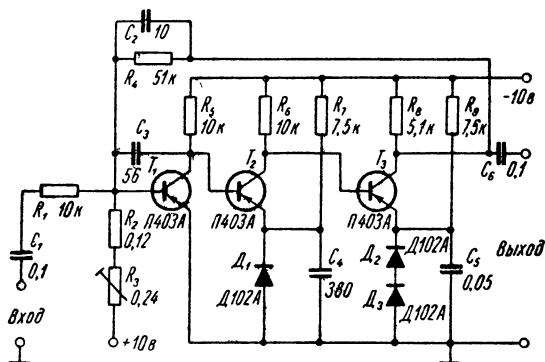 C2 10
R4 51к
C3 56
R5 10к
R6 10к
R7 7,5к
R8 5,1к
R9 7,5к
-10в
T1
T2
T3
C6 0,1
П403А
П403А
П403А
R1 10к
C1 0,1
R2 0,12
R3 0,24
Д1
Д102А
C4 380
Д2
Д102А
Д3
Д102А
C5 0,05
Выход
Вход
+10в